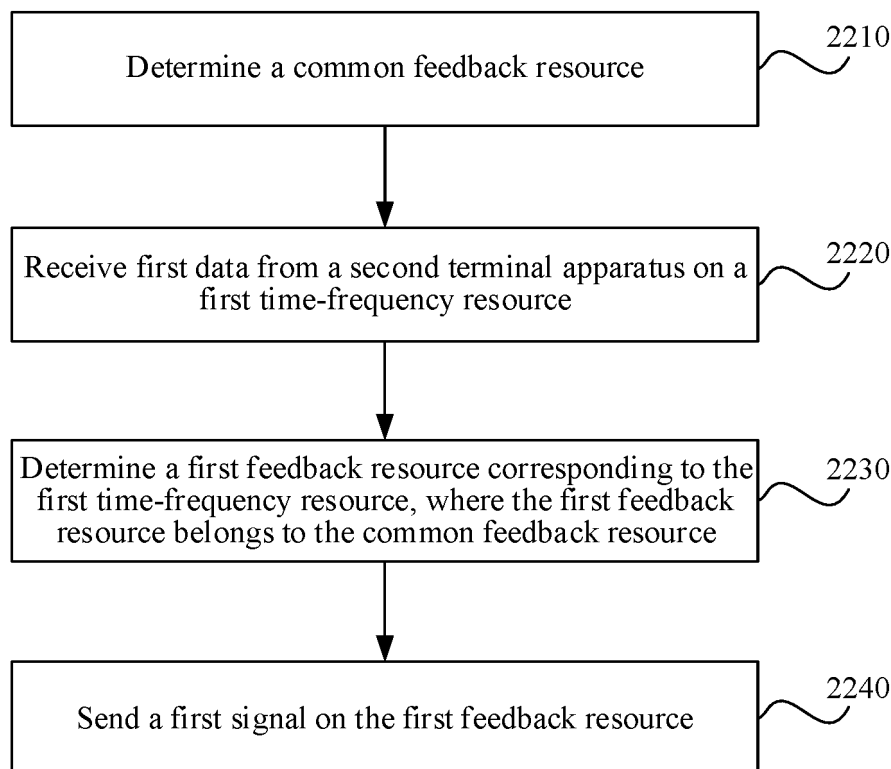 2210
Determine a common feedback resource
2220
Receive first data from a second terminal apparatus on a
first time-frequency resource
2230
Determine a first feedback resource corresponding to the
first time-frequency resource, where the first feedback
resource belongs to the common feedback resource
2240
Send a first signal on the first feedback resource